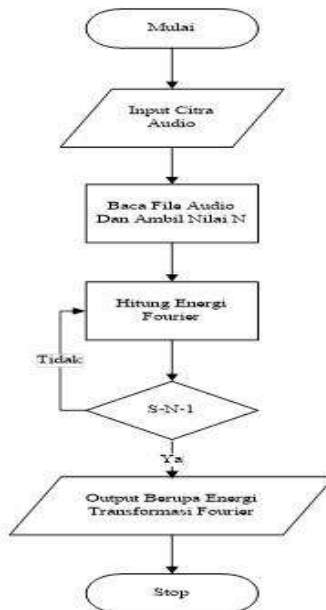 Mulai
Input Citra
Audio
Baca File Audio
Dan Ambil Nilai N
Hitung Energi
Fourier
Tidak
S-N-1
Ya
Output Berupa Energi
Transformasi Fourier
Stop